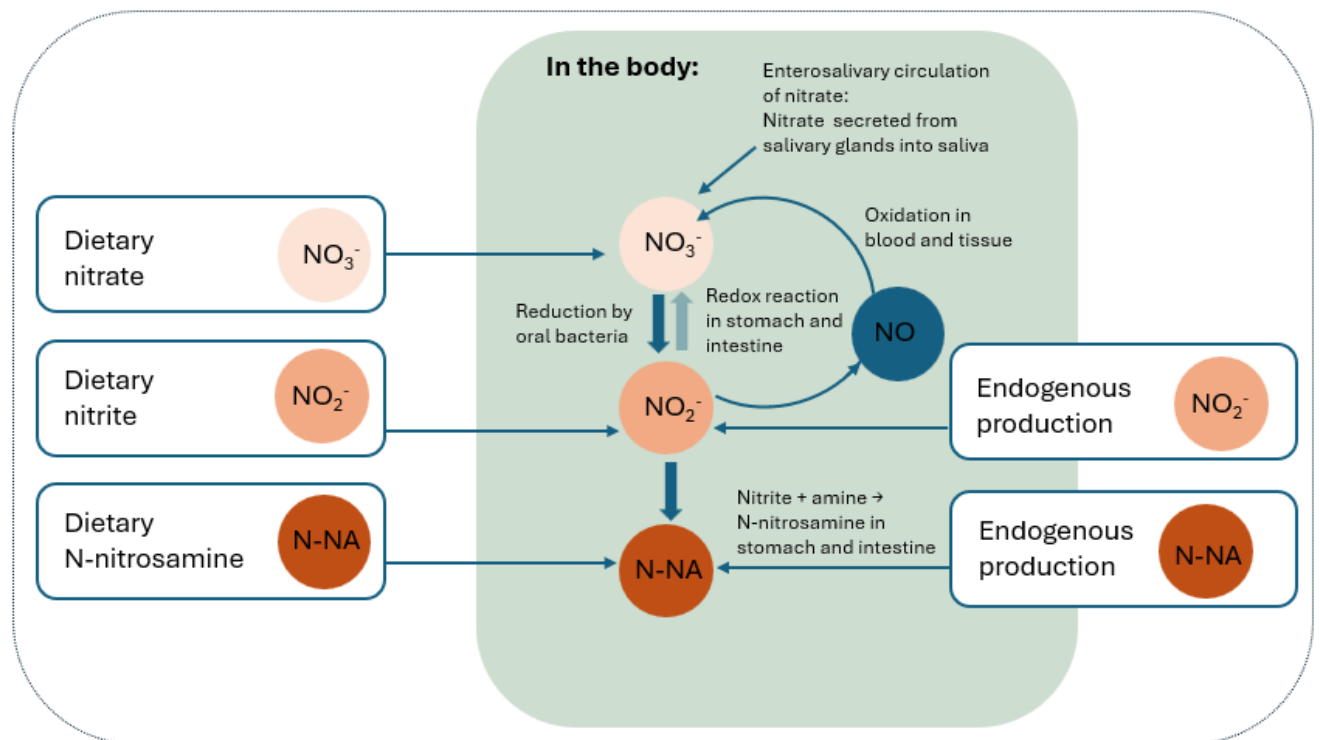 In the body:
Enterosalivary circulation
of nitrate:
Nitrate secreted from
salivary glands into saliva
Dietary
nitrate
NO₃⁻
NO₃⁻
Oxidation in
blood and tissue
Reduction by
oral bacteria
Redox reaction
in stomach and
intestine
NO
Dietary
nitrite
NO₂⁻
NO₂⁻
Endogenous
production
NO₂⁻
Dietary
N-nitrosamine
N-NA
N-NA
Nitrite + amine →
N-nitrosamine in
stomach and intestine
Endogenous
production
N-NA